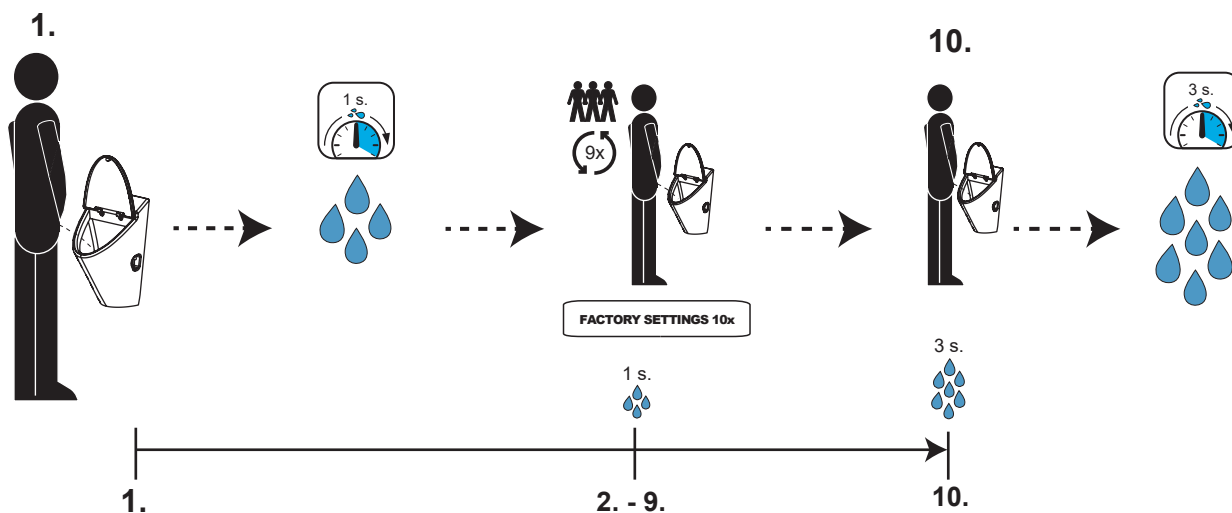 1.
10.
1 s.
3 s.
9x
FACTORY SETTINGS 10x
1 s.
3 s.
1.
2. - 9.
10.